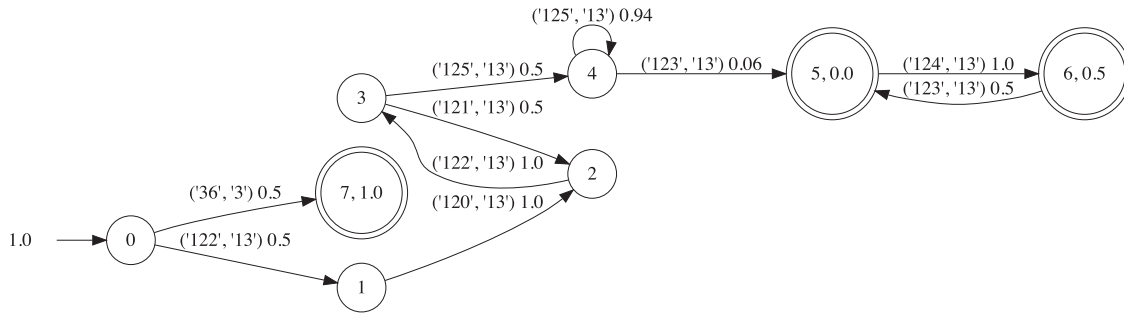 ('125', '13') 0.94
('125', '13') 0.5
4
('123', '13') 0.06
5, 0.0
('124', '13') 1.0
6, 0.5
('123', '13') 0.5
3
('121', '13') 0.5
('122', '13') 1.0
2
('36', '3') 0.5
7, 1.0
('120', '13') 1.0
1.0
0
('122', '13') 0.5
1